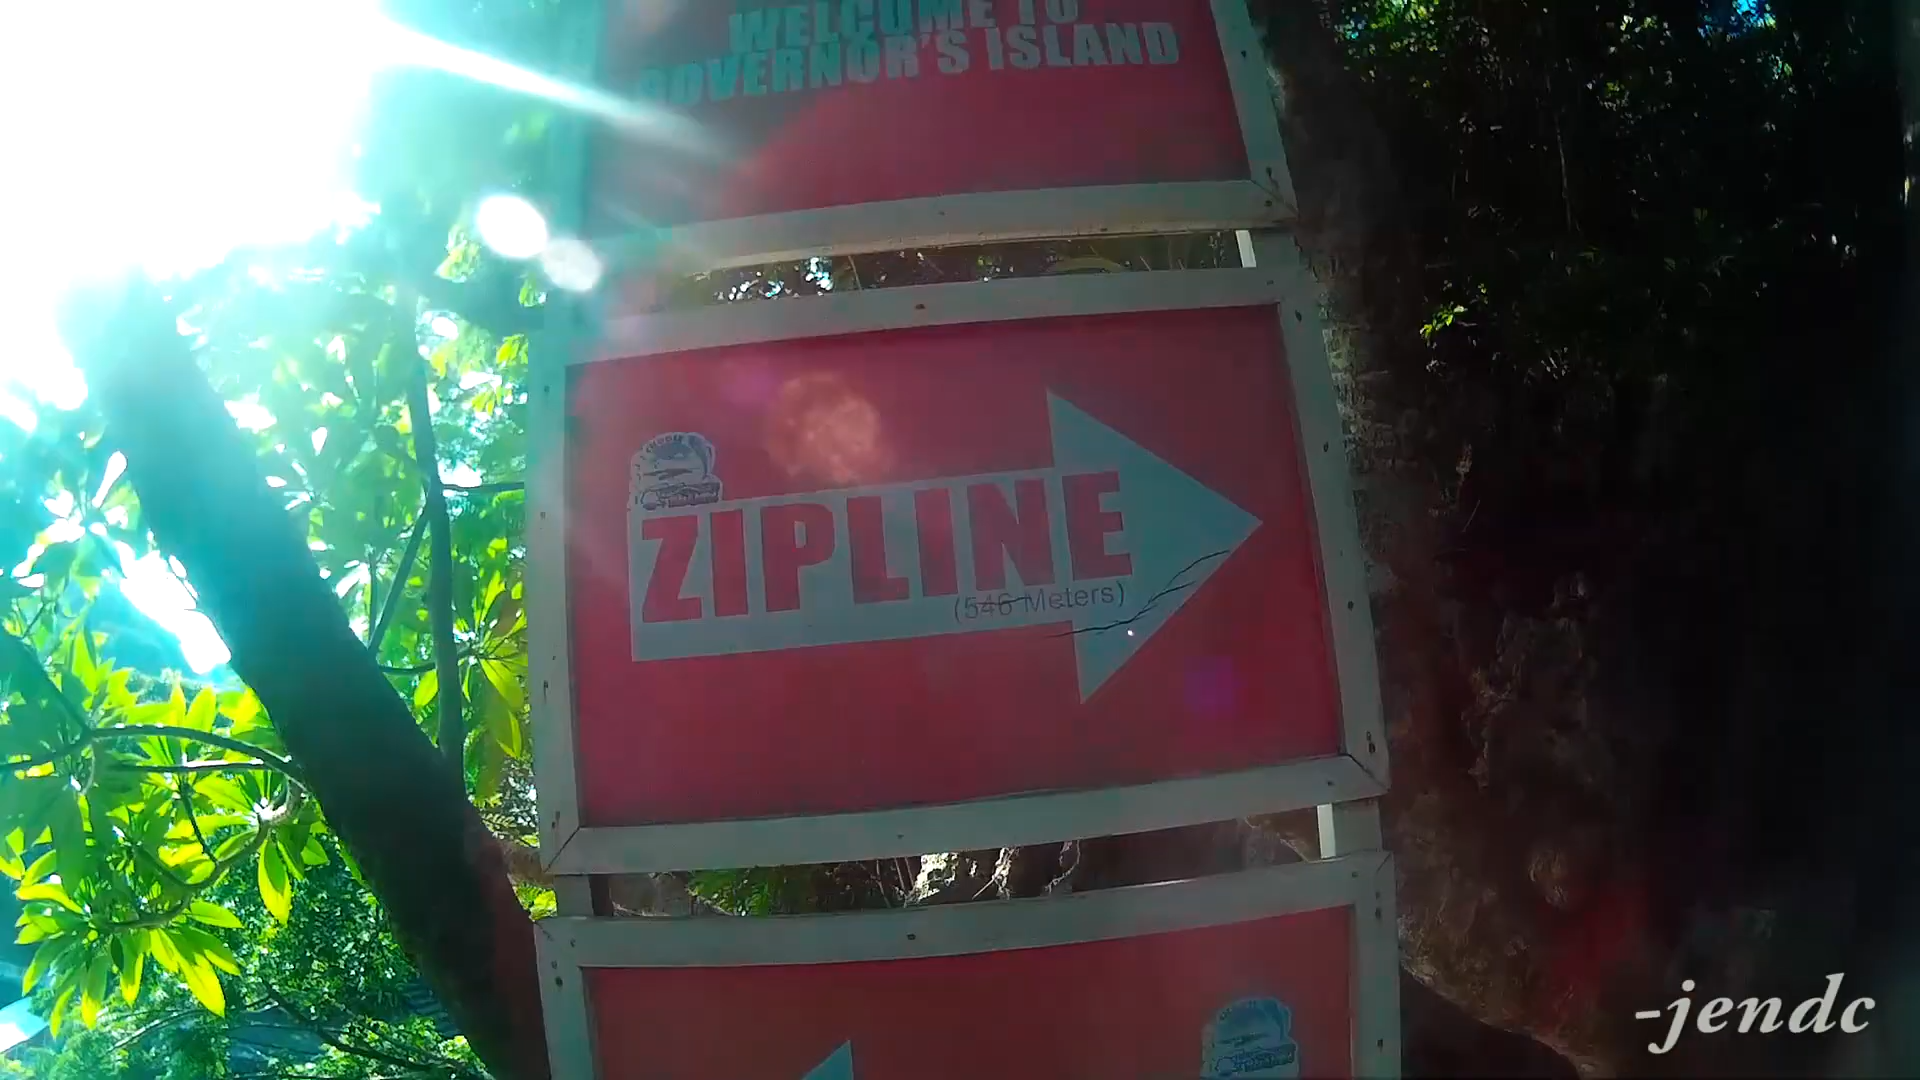 WELCOME TO
GOVERNOR'S ISLAND
ZIPLINE
(546 Meters)
-jendc